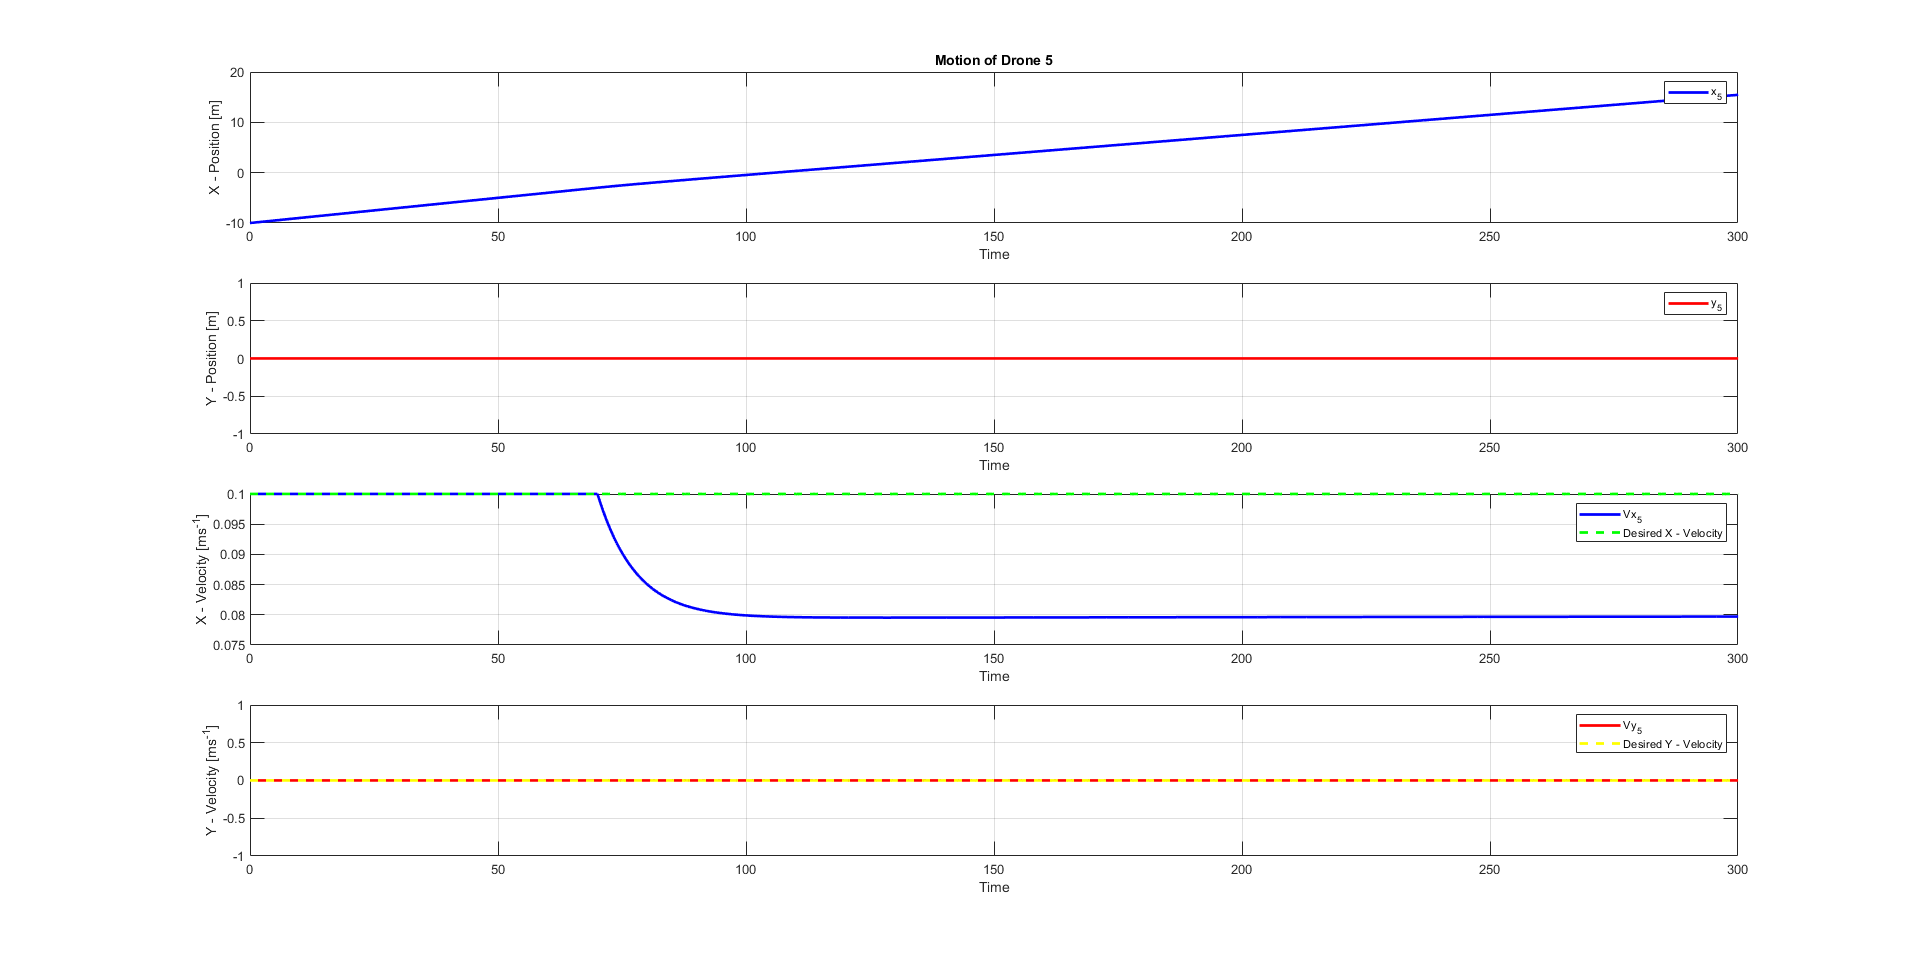 Motion of Drone 5
20
10
0
-10
X - Position [m]
x5
0 50 100 150 200 250 300
Time
1
0.5
0
-0.5
-1
Y - Position [m]
y5
0 50 100 150 200 250 300
Time
0.1
0.095
0.09
0.085
0.08
0.075
X - Velocity [ms-1]
Vx5
Desired X - Velocity
0 50 100 150 200 250 300
Time
1
0.5
0
-0.5
-1
Y - Velocity [ms-1]
Vy5
Desired Y - Velocity
0 50 100 150 200 250 300
Time